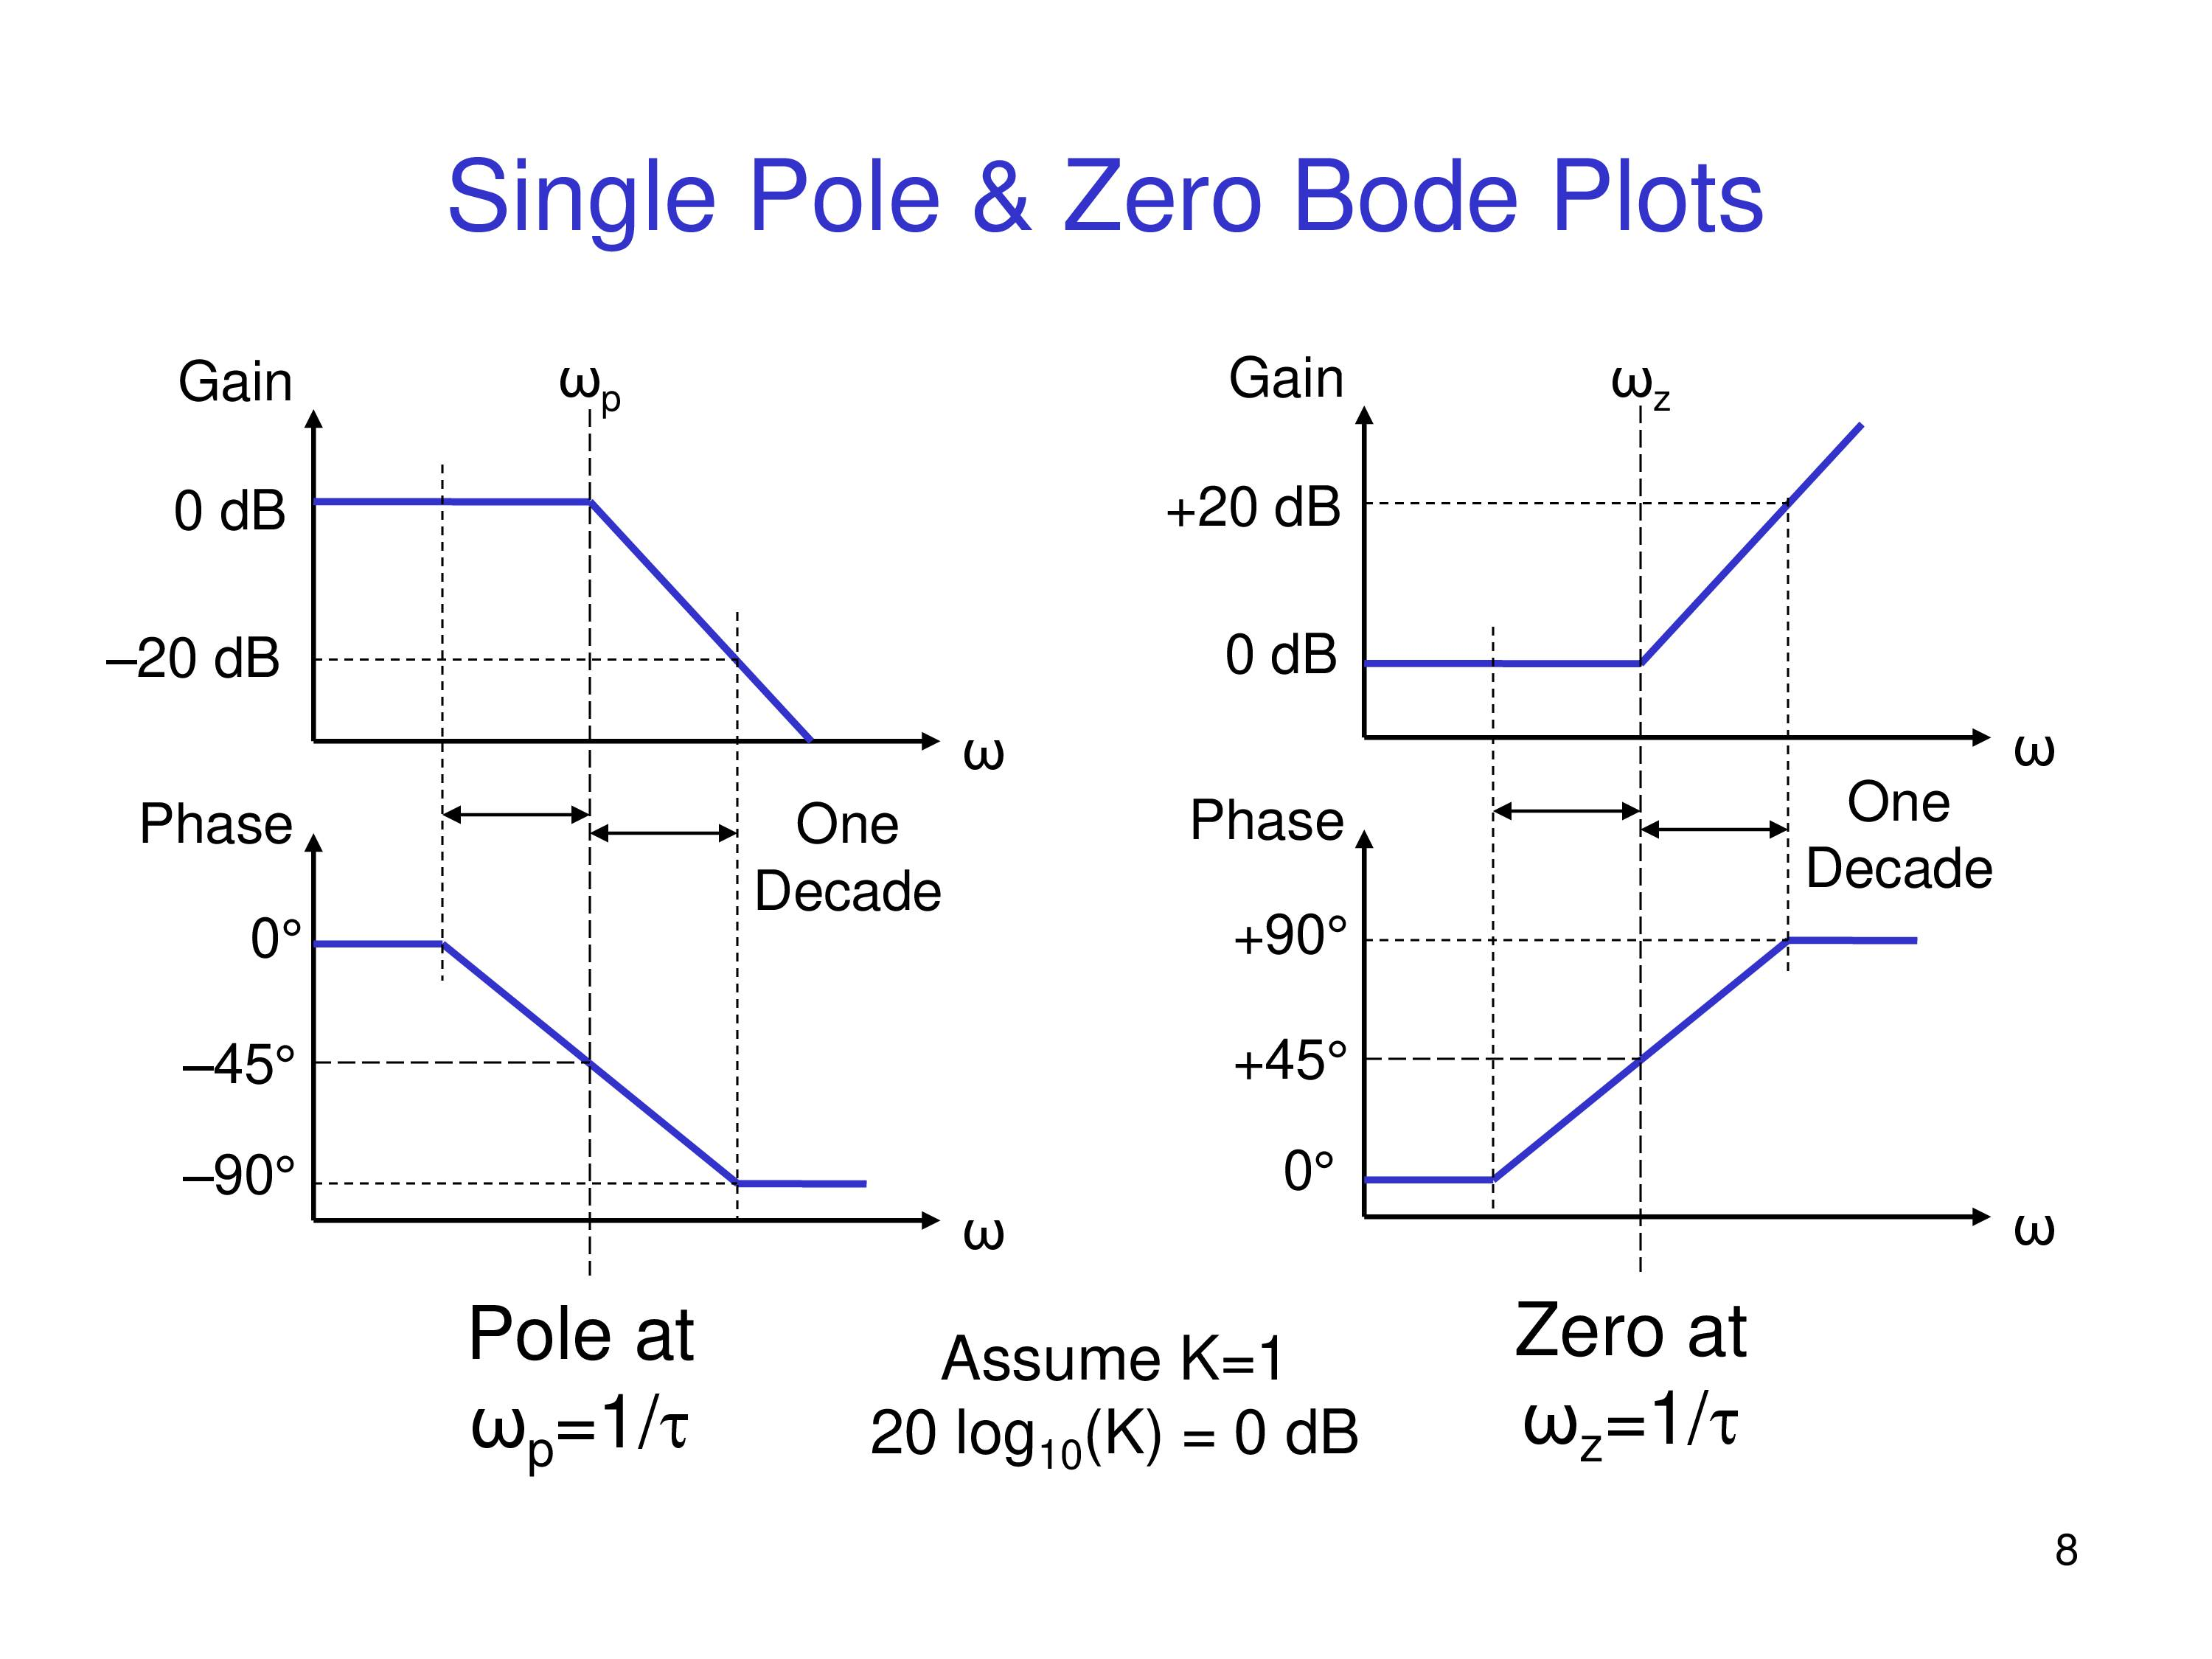 Single Pole & Zero Bode Plots
Gain
ωp
0 dB
–20 dB
ω
Phase
One
Decade
0°
–45°
–90°
ω
Pole at
ωp=1/τ
Gain
ωz
+20 dB
0 dB
ω
Phase
One
Decade
+90°
+45°
0°
ω
Zero at
ωz=1/τ
Assume K=1
20 log10(K) = 0 dB
8